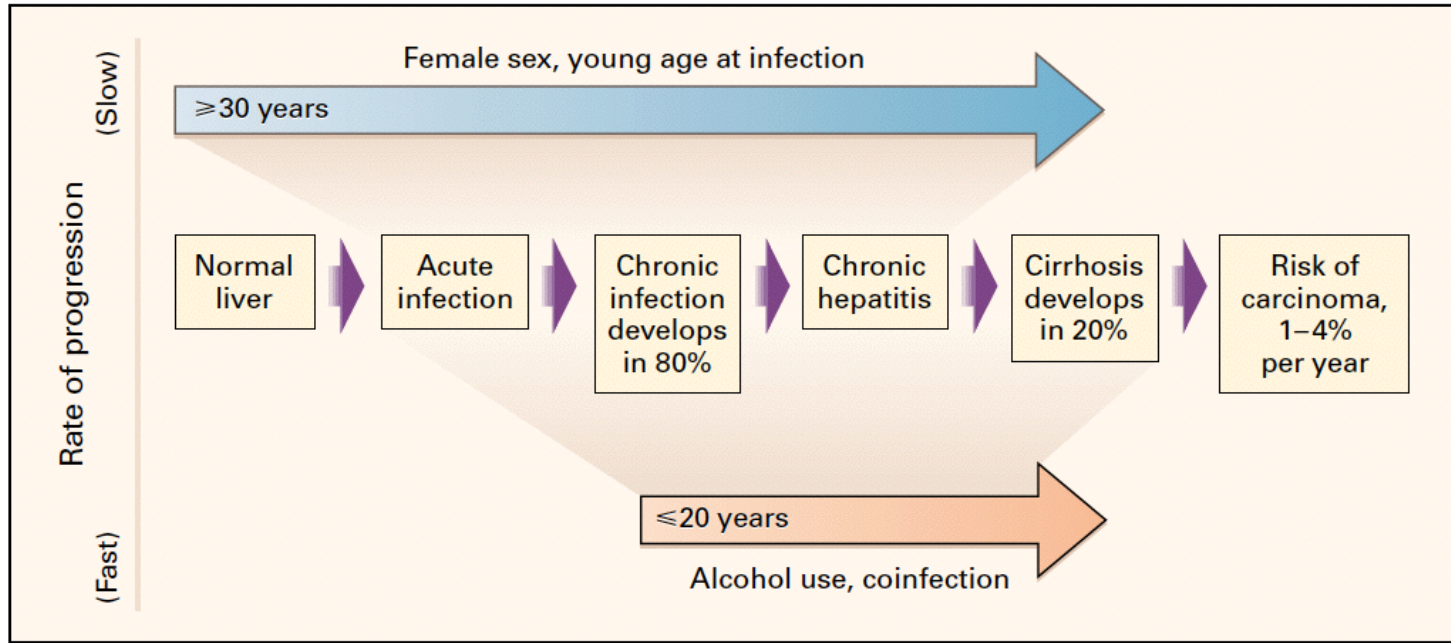 Rate of progression
(Slow)
(Fast)
Female sex, young age at infection
⩾30 years
Normal
liver
Acute
infection
Chronic
infection
develops
in 80%
Chronic
hepatitis
Cirrhosis
develops
in 20%
Risk of
carcinoma,
1–4%
per year
⩽20 years
Alcohol use, coinfection